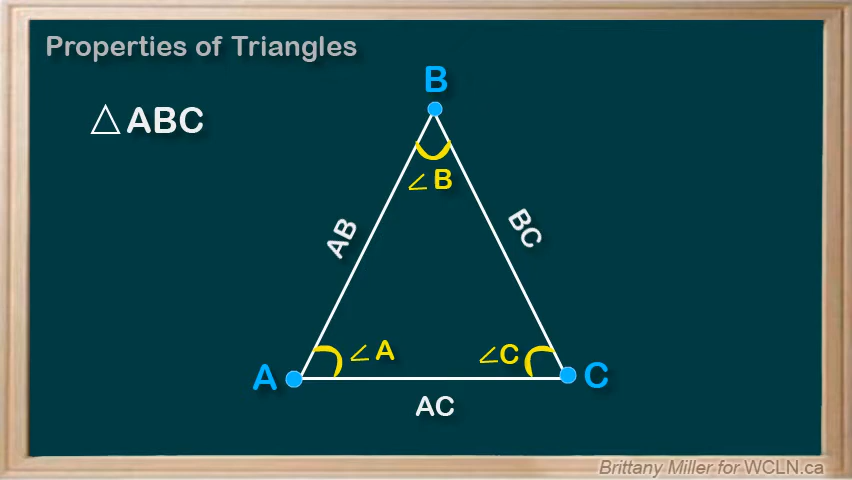 Properties of Triangles
B
△ABC
∠B
AB
BC
∠A
∠C
A
C
AC
Brittany Miller for WCLN.ca